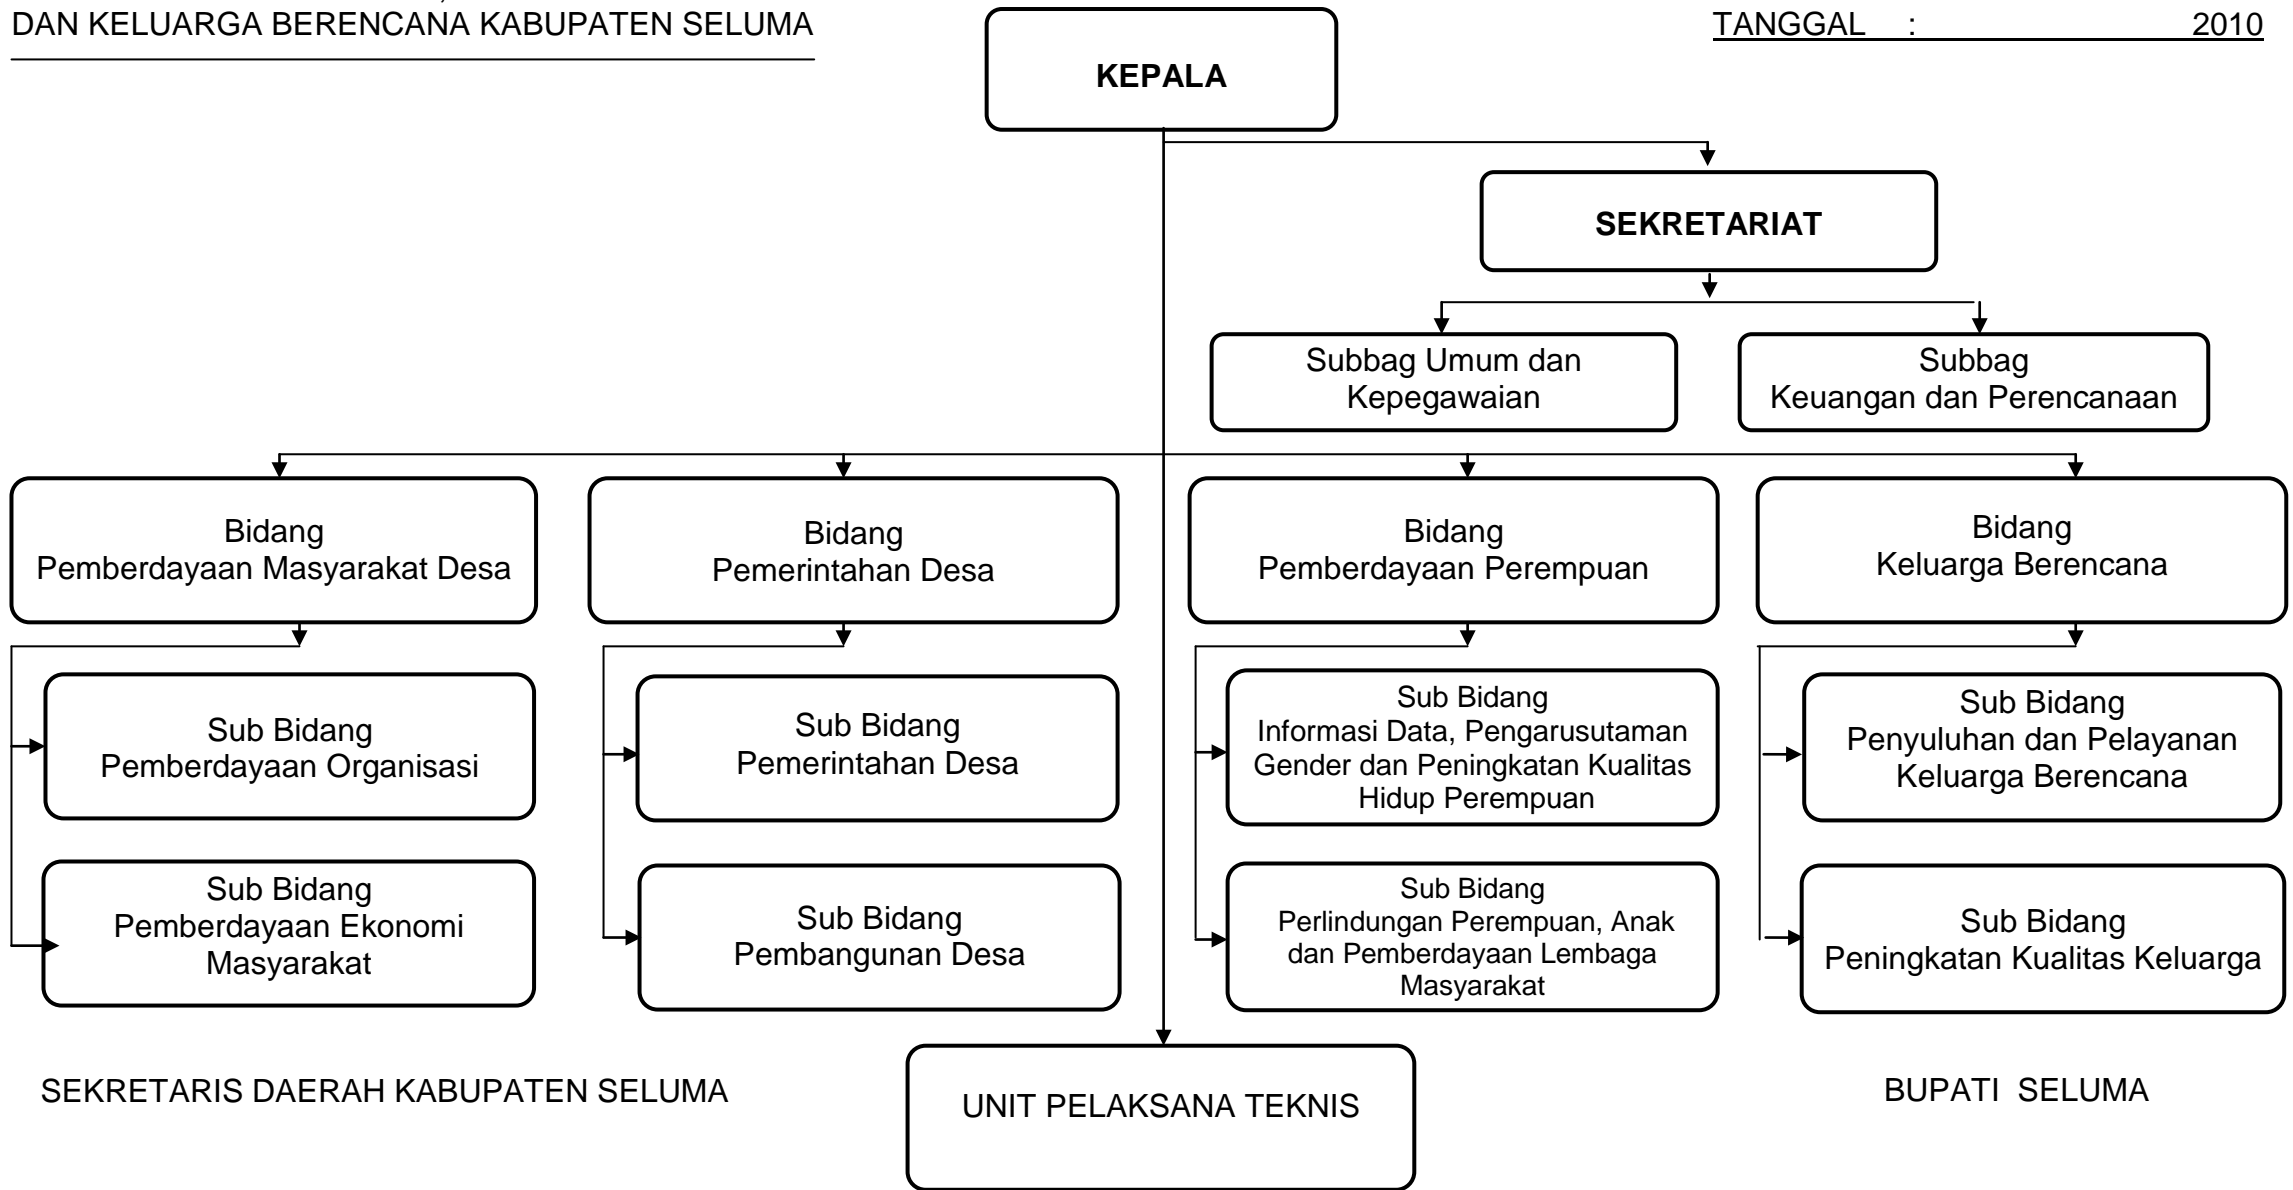 DAN KELUARGA BERENCANA KABUPATEN SELUMA
TANGGAL : 2010
KEPALA
SEKRETARIAT
Subbag Umum dan
Kepegawaian
Subbag
Keuangan dan Perencanaan
Bidang
Pemberdayaan Masyarakat Desa
Bidang
Pemerintahan Desa
Bidang
Pemberdayaan Perempuan
Bidang
Keluarga Berencana
Sub Bidang
Pemberdayaan Organisasi
Sub Bidang
Pemerintahan Desa
Sub Bidang
Informasi Data, Pengarusutaman
Gender dan Peningkatan Kualitas
Hidup Perempuan
Sub Bidang
Penyuluhan dan Pelayanan
Keluarga Berencana
Sub Bidang
Pemberdayaan Ekonomi
Masyarakat
Sub Bidang
Pembangunan Desa
Sub Bidang
Perlindungan Perempuan, Anak
dan Pemberdayaan Lembaga
Masyarakat
Sub Bidang
Peningkatan Kualitas Keluarga
SEKRETARIS DAERAH KABUPATEN SELUMA
UNIT PELAKSANA TEKNIS
BUPATI SELUMA